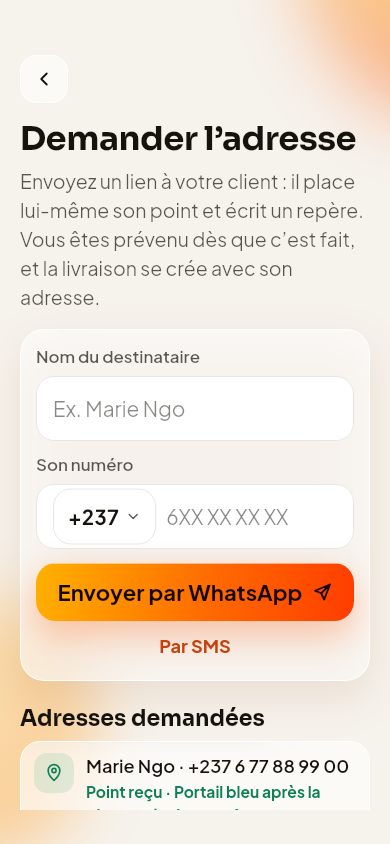 Demander l’adresse
Envoyez un lien à votre client : il place
lui-même son point et écrit un repère.
Vous êtes prévenu dès que c’est fait,
et la livraison se crée avec son
adresse.
Nom du destinataire
Ex. Marie Ngo
Son numéro
+237 6XX XX XX XX
Envoyer par WhatsApp
Par SMS
Adresses demandées
Marie Ngo · +237 6 77 88 99 00
Point reçu · Portail bleu après la